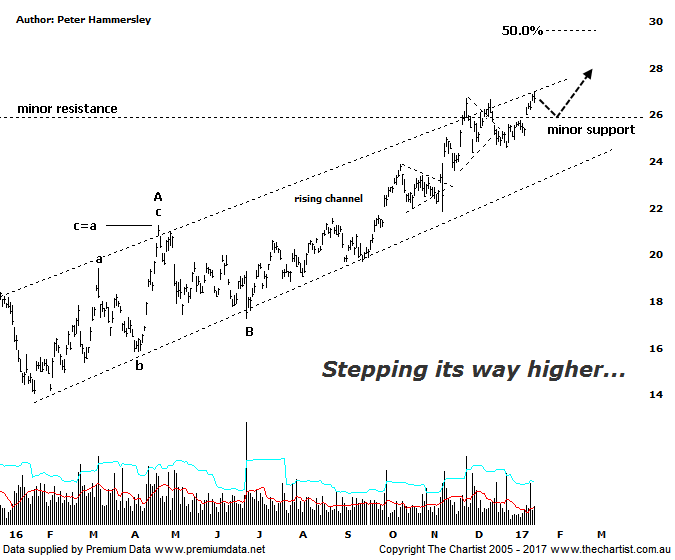 Author: Peter Hammersley
30
50.0%
28
minor resistance
26
minor support
24
A
rising channel
c
22
c=a
a
20
18
B
b
16
Stepping its way higher...
14
16 F M A M J J A S O N D 17 F M
Data supplied by Premium Data www.premiumdata.net
Copyright The Chartist 2005 - 2017 www.thechartist.com.au